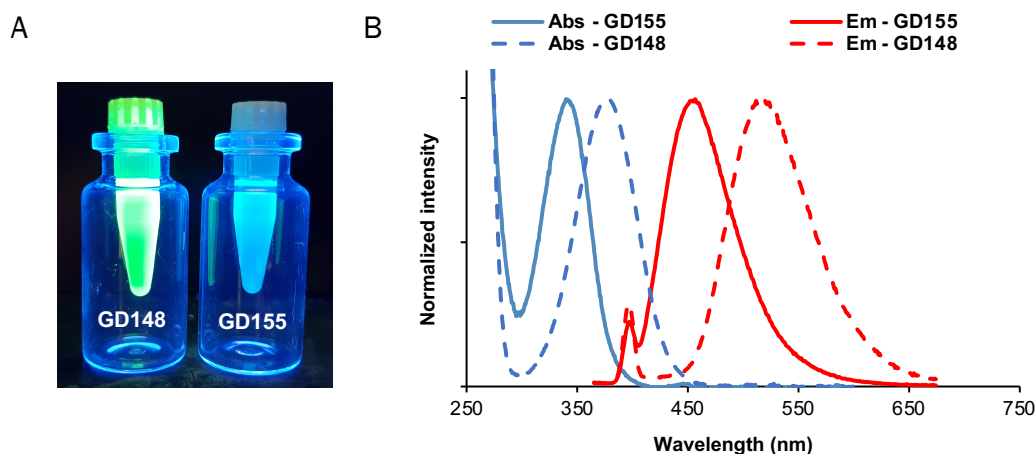 A
GD148
GD155
B
Abs - GD155
Em - GD155
Abs - GD148
Em - GD148
Normalized intensity
250
350
450
550
650
750
Wavelength (nm)